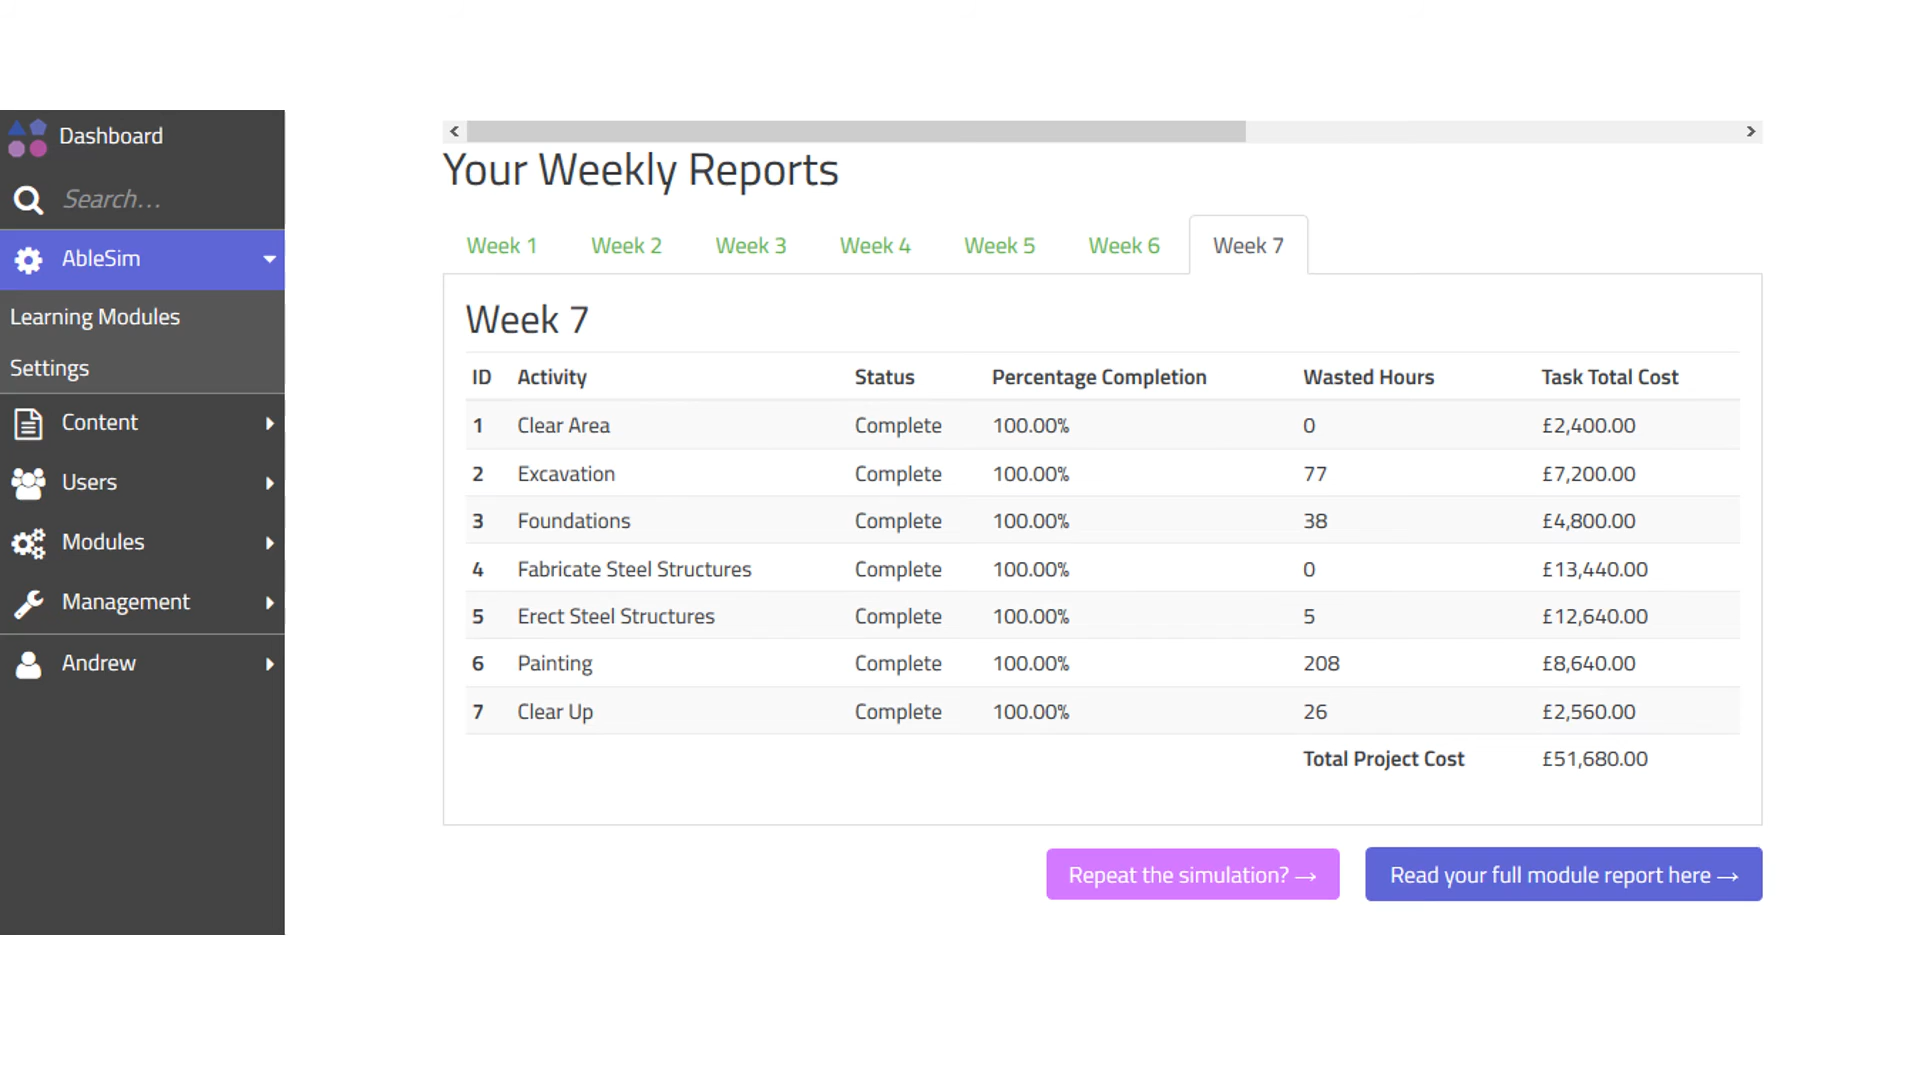 Dashboard
Search...
AbleSim
Learning Modules
Settings
Content
Users
Modules
Management
Andrew
Your Weekly Reports
Week 1 Week 2 Week 3 Week 4 Week 5 Week 6 Week 7
Week 7
ID Activity Status Percentage Completion Wasted Hours Task Total Cost
1 Clear Area Complete 100.00% 0 £2,400.00
2 Excavation Complete 100.00% 77 £7,200.00
3 Foundations Complete 100.00% 38 £4,800.00
4 Fabricate Steel Structures Complete 100.00% 0 £13,440.00
5 Erect Steel Structures Complete 100.00% 5 £12,640.00
6 Painting Complete 100.00% 208 £8,640.00
7 Clear Up Complete 100.00% 26 £2,560.00
Total Project Cost £51,680.00
Repeat the simulation? → Read your full module report here →